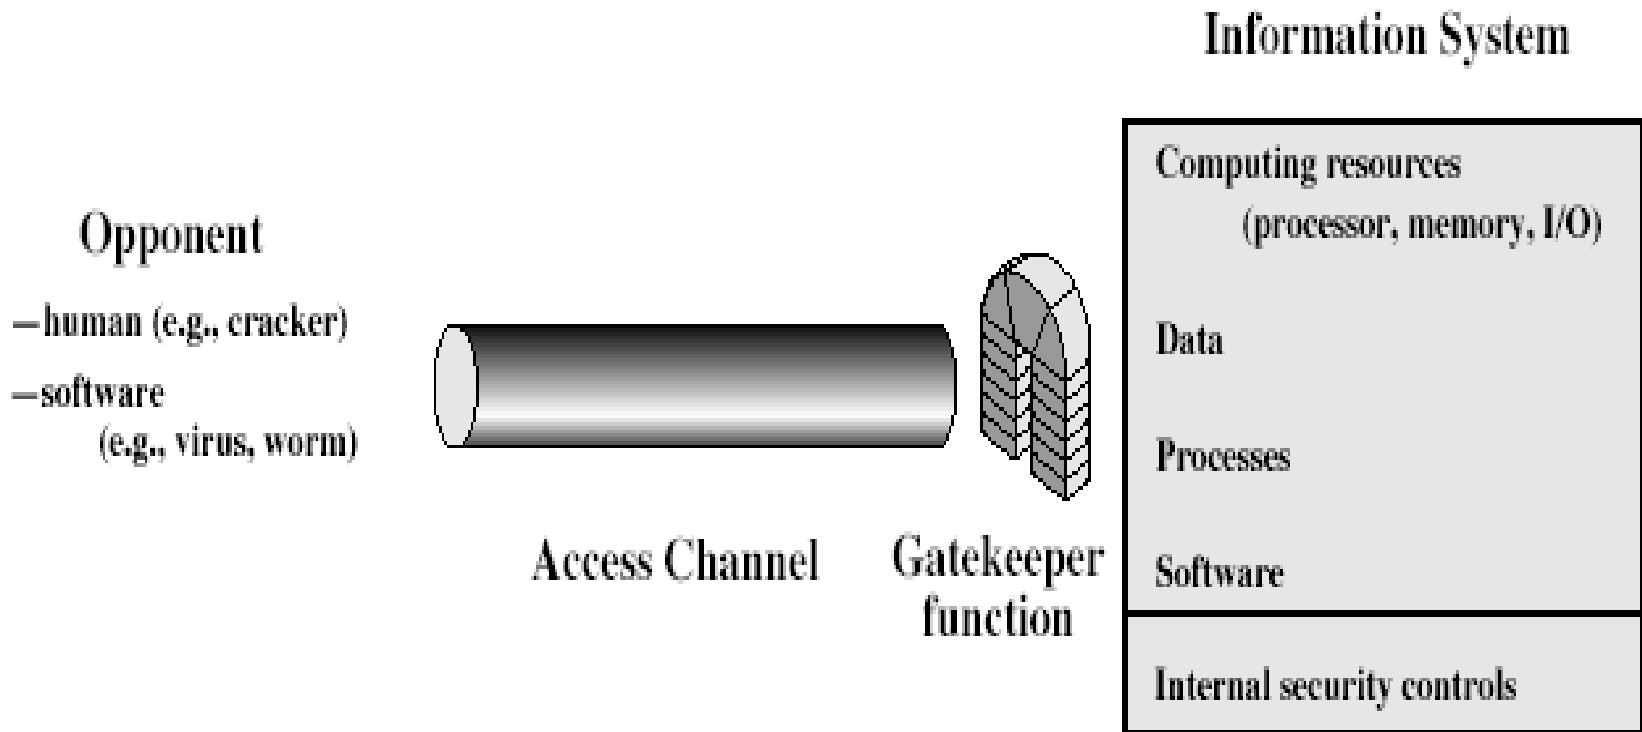 Information System
Opponent
—human (e.g., cracker)
—software
(e.g., virus, worm)
Access Channel
Gatekeeper
function
Computing resources
(processor, memory, I/O)
Data
Processes
Software
Internal security controls